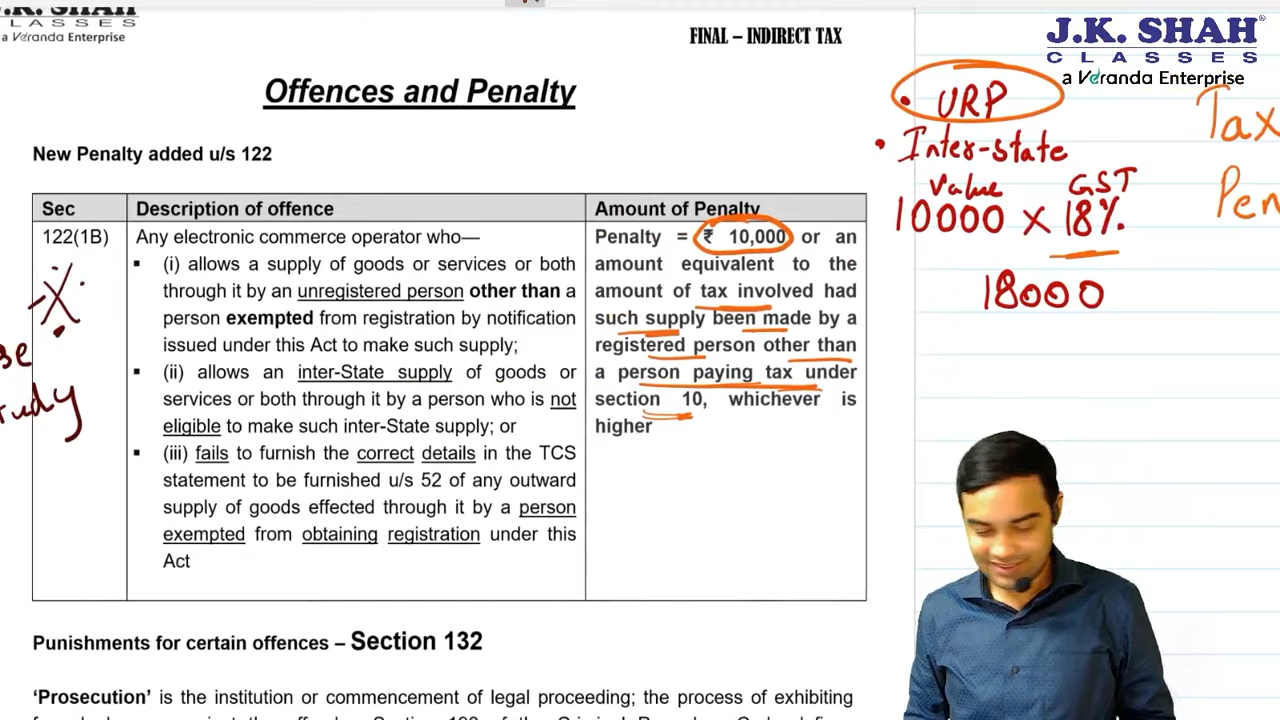 J.K. SHAH
CLASSES
a Veranda Enterprise
FINAL – INDIRECT TAX
J.K. SHAH®
CLASSES
a Veranda Enterprise
Offences and Penalty
New Penalty added u/s 122
Sec
Description of offence
Amount of Penalty
122(1B)
Any electronic commerce operator who—
▪ (i) allows a supply of goods or services or both
through it by an unregistered person other than a
person exempted from registration by notification
issued under this Act to make such supply;
▪ (ii) allows an inter-State supply of goods or
services or both through it by a person who is not
eligible to make such inter-State supply; or
▪ (iii) fails to furnish the correct details in the TCS
statement to be furnished u/s 52 of any outward
supply of goods effected through it by a person
exempted from obtaining registration under this
Act
Penalty = ₹ 10,000 or an
amount equivalent to the
amount of tax involved had
such supply been made by a
registered person other than
a person paying tax under
section 10, whichever is
higher
• URP
• Inter-state
Value GST
10000 x 18%.
18000
Tax
Pen
Punishments for certain offences – Section 132
'Prosecution' is the institution or commencement of legal proceeding; the process of exhibiting